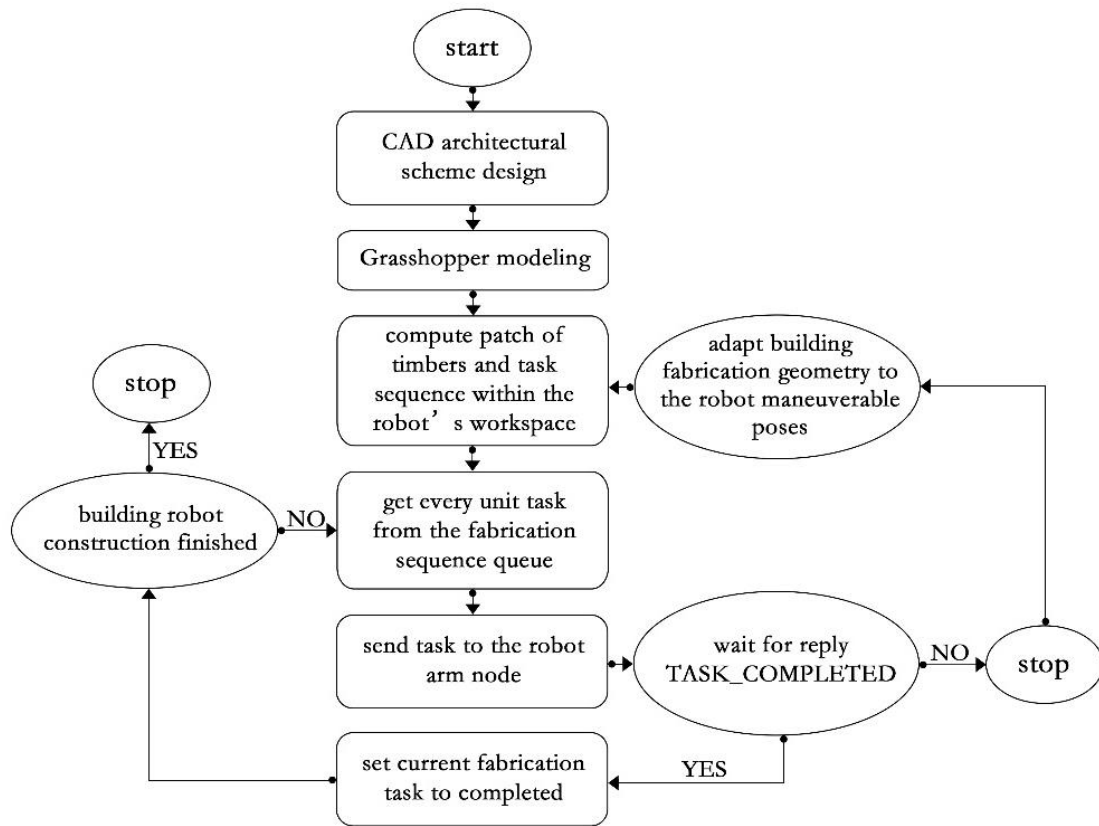 start
CAD architectural
scheme design
Grasshopper modeling
compute patch of
timbers and task
sequence within the
robot's workspace
adapt building
fabrication geometry to
the robot maneuverable
poses
stop
YES
building robot
construction finished
NO
get every unit task
from the fabrication
sequence queue
send task to the robot
arm node
wait for reply
TASK_COMPLETED
NO
stop
YES
set current fabrication
task to completed